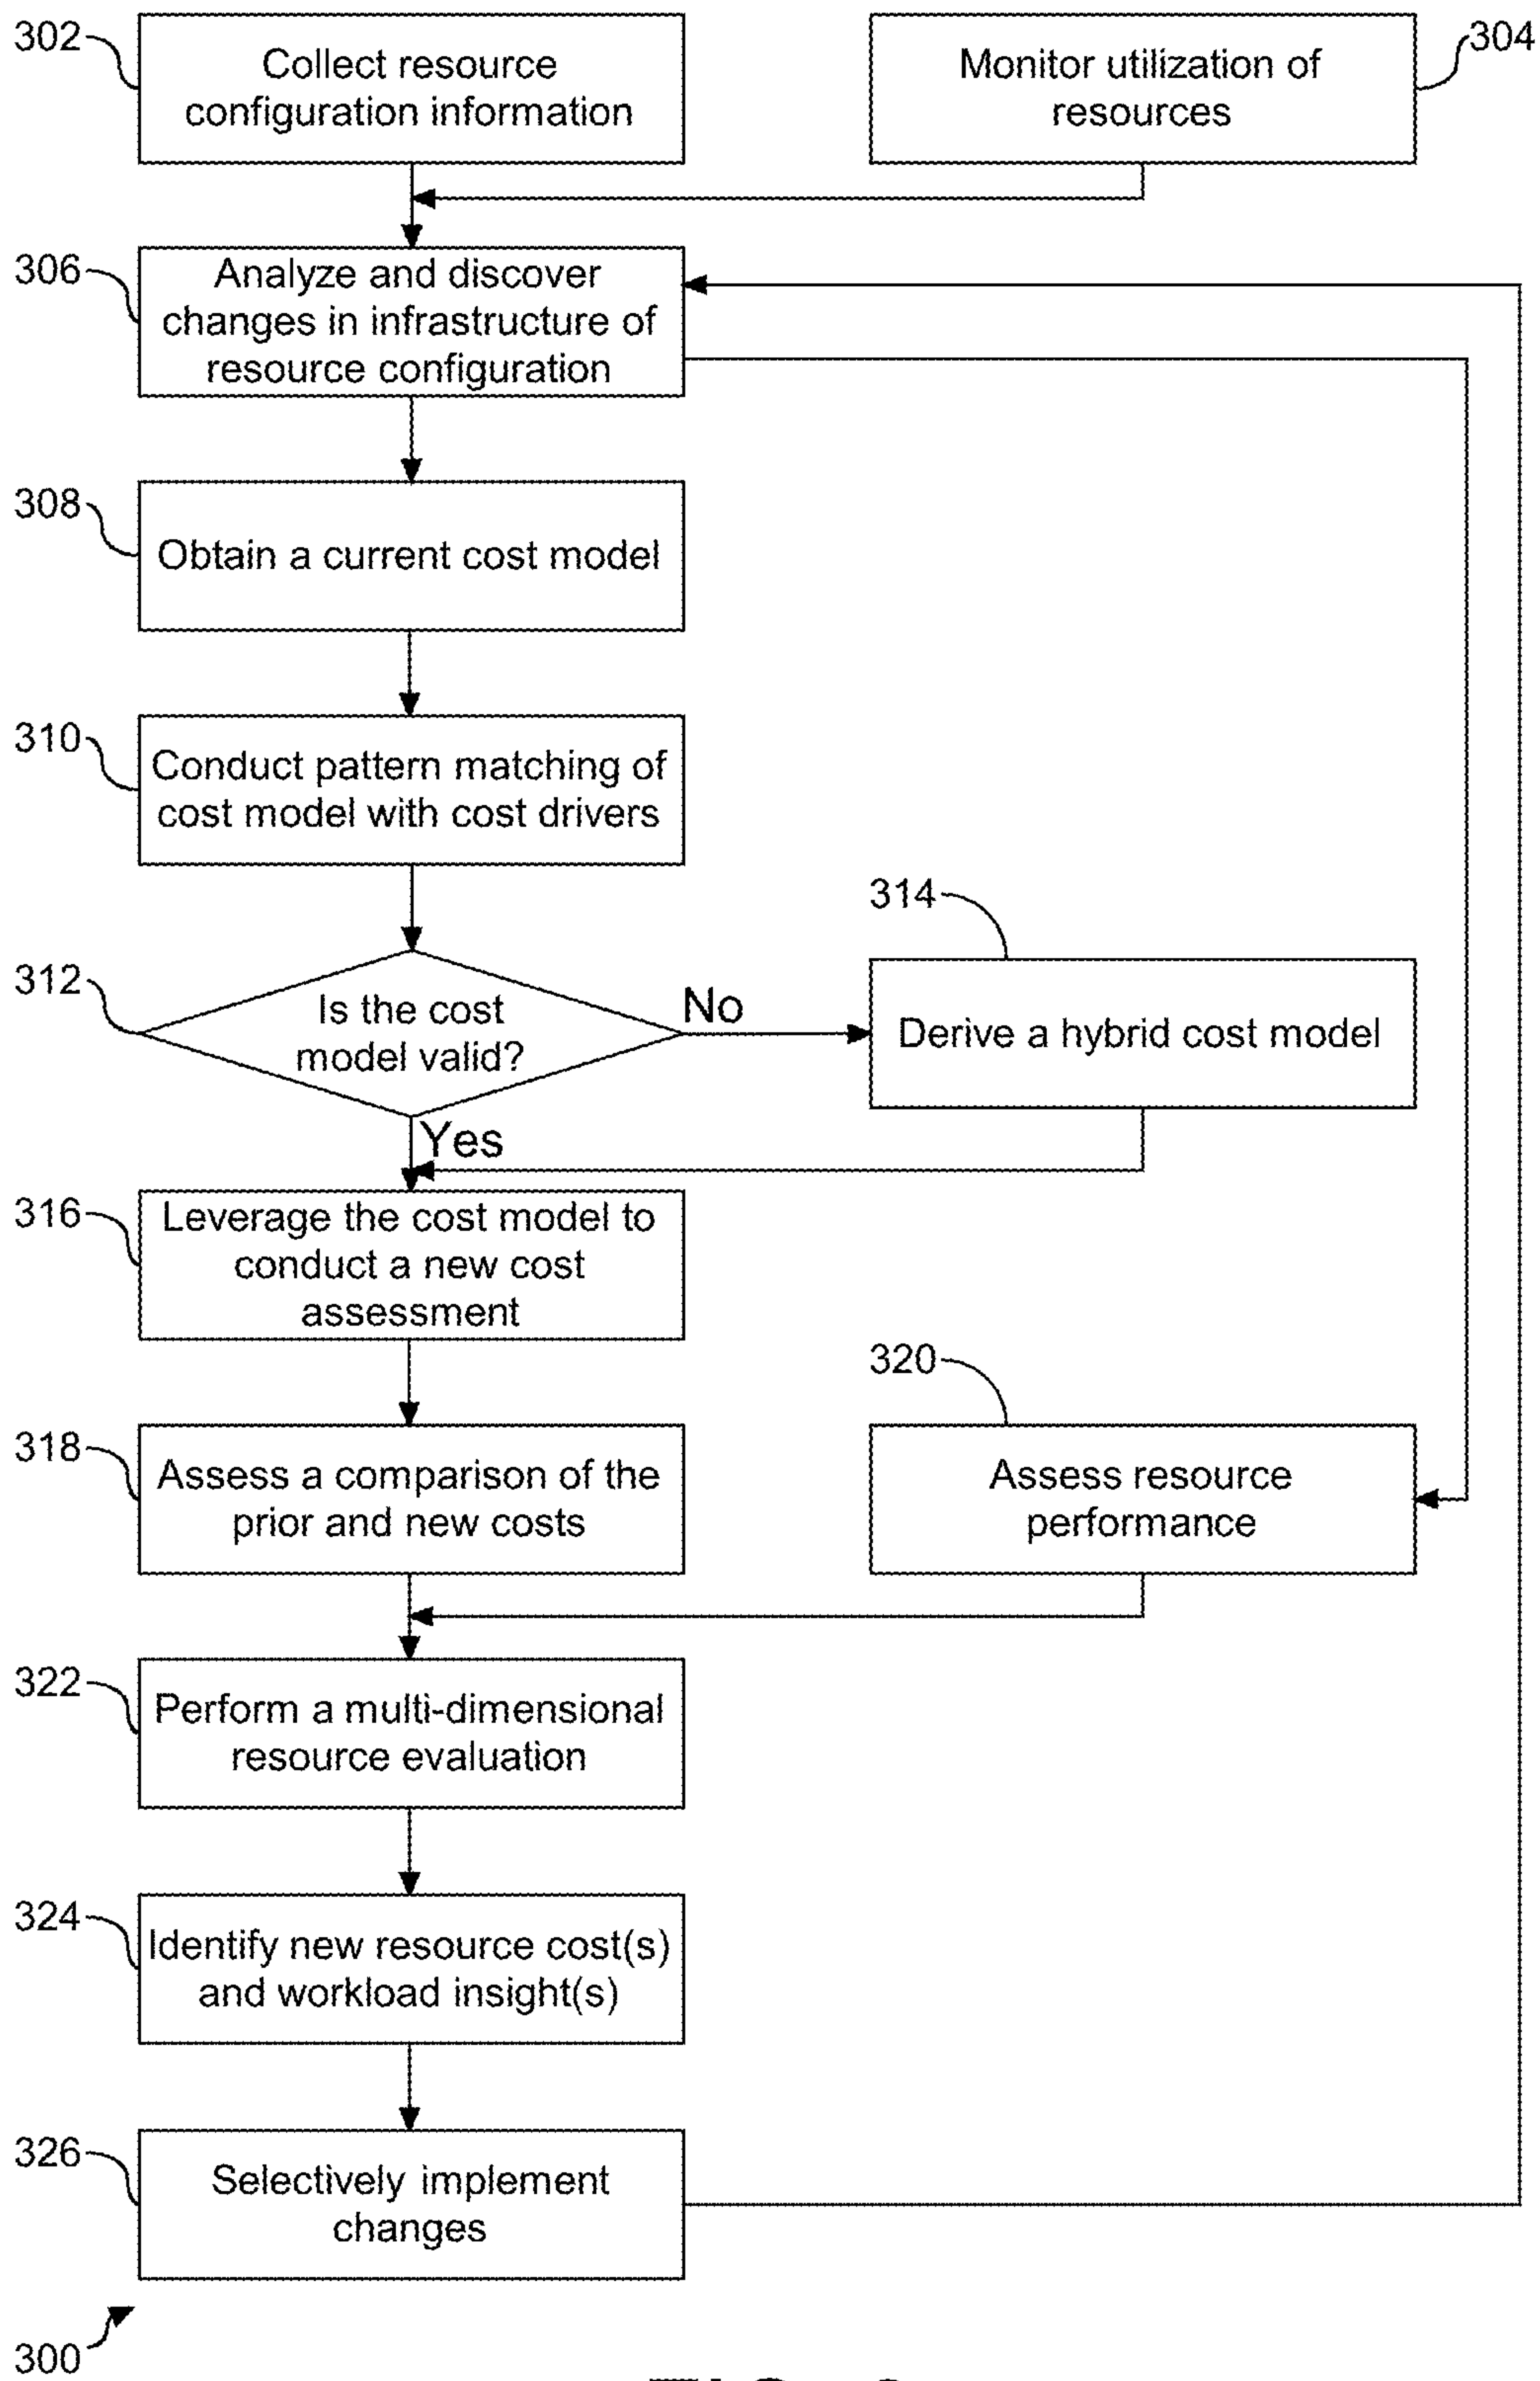 302
Collect resource
configuration information
Monitor utilization of
resources
304
306
Analyze and discover
changes in infrastructure of
resource configuration
308
Obtain a current cost model
310
Conduct pattern matching of
cost model with cost drivers
312
Is the cost
model valid?
No
314
Derive a hybrid cost model
Yes
316
Leverage the cost model to
conduct a new cost
assessment
318
Assess a comparison of the
prior and new costs
320
Assess resource
performance
322
Perform a multi-dimensional
resource evaluation
324
Identify new resource cost(s)
and workload insight(s)
326
Selectively implement
changes
300